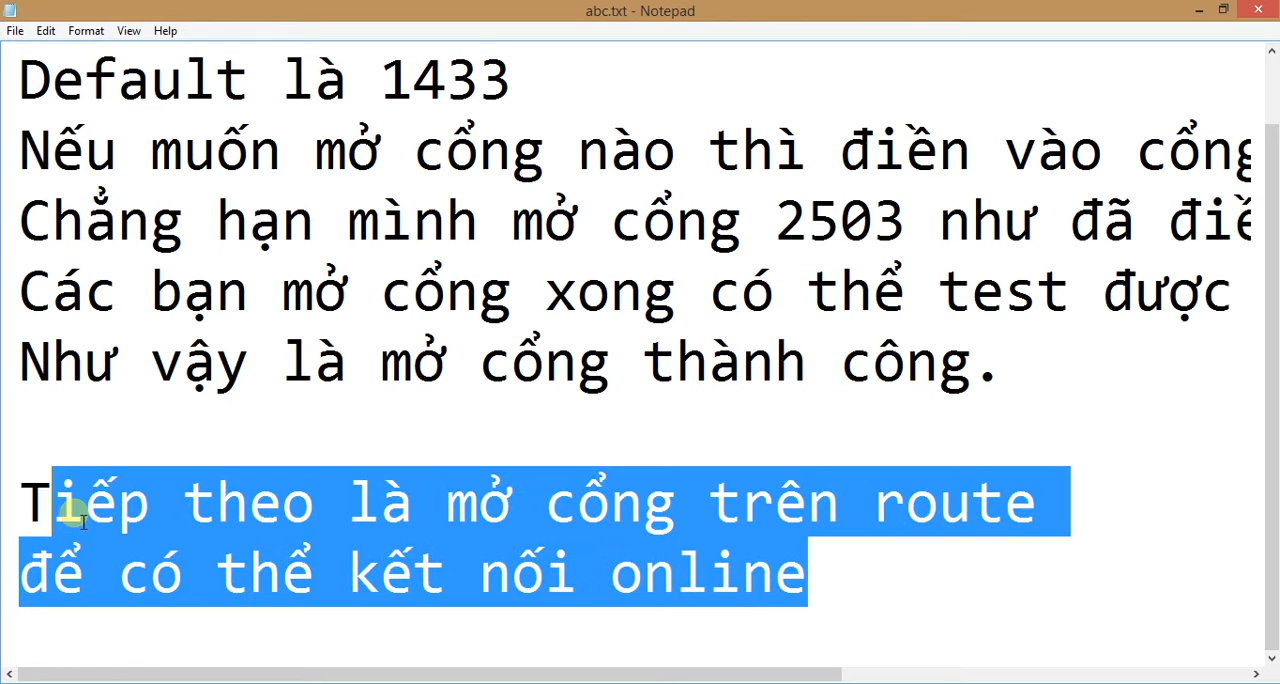 abc.txt - Notepad
File Edit Format View Help
Default là 1433
Nếu muốn mở cổng nào thì điền vào cổng
Chẳng hạn mình mở cổng 2503 như đã
Các bạn mở cổng xong có thể test được
Như vậy là mở cổng thành công.
Tiếp theo là mở cổng trên route
để có thể kết nối online